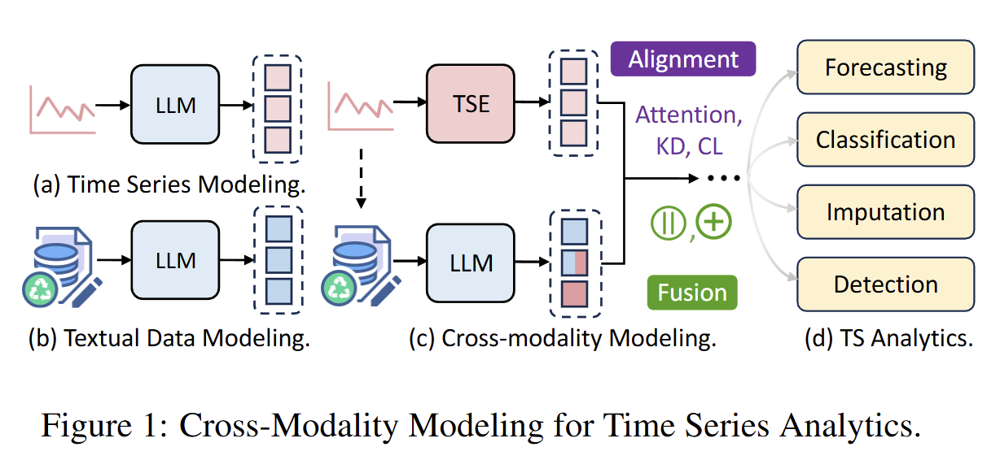 LLM
(a) Time Series Modeling.
LLM
(b) Textual Data Modeling.
TSE
LLM
(c) Cross-modality Modeling.
Alignment
Attention,
KD, CL
||, +
Fusion
Forecasting
Classification
Imputation
Detection
(d) TS Analytics.
Figure 1: Cross-Modality Modeling for Time Series Analytics.